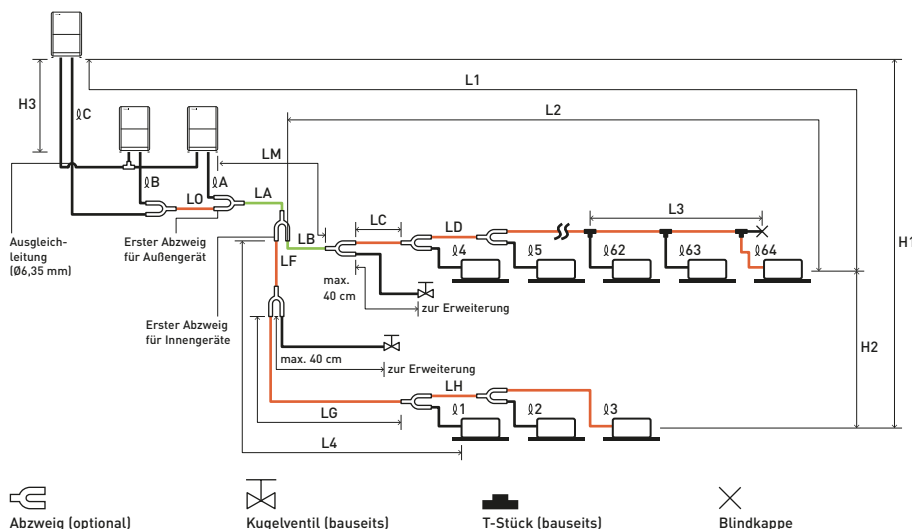 L1
H3
ℓC
L2
LM
ℓB
ℓA
LO
LA
LC
LD
L3
H1
Ausgleich-
leitung
(Ø6,35 mm)
Erster Abzweig
für Außengerät
LB
ℓ4
ℓ5
ℓ62
ℓ63
ℓ64
LF
max.
40 cm
zur Erweiterung
Erster Abzweig
für Innengeräte
H2
max. 40 cm
zur Erweiterung
LH
LG
ℓ1
ℓ2
ℓ3
L4
Abzweig (optional)
Kugelventil (bauseits)
T-Stück (bauseits)
Blindkappe